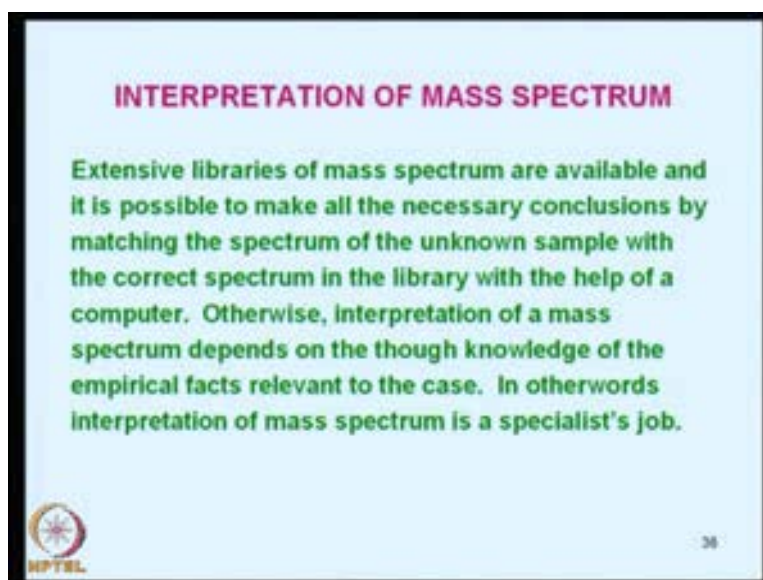 INTERPRETATION OF MASS SPECTRUM
Extensive libraries of mass spectrum are available and
it is possible to make all the necessary conclusions by
matching the spectrum of the unknown sample with
the correct spectrum in the library with the help of a
computer. Otherwise, interpretation of a mass
spectrum depends on the though knowledge of the
empirical facts relevant to the case. In otherwords
interpretation of mass spectrum is a specialist's job.
36
NPTEL